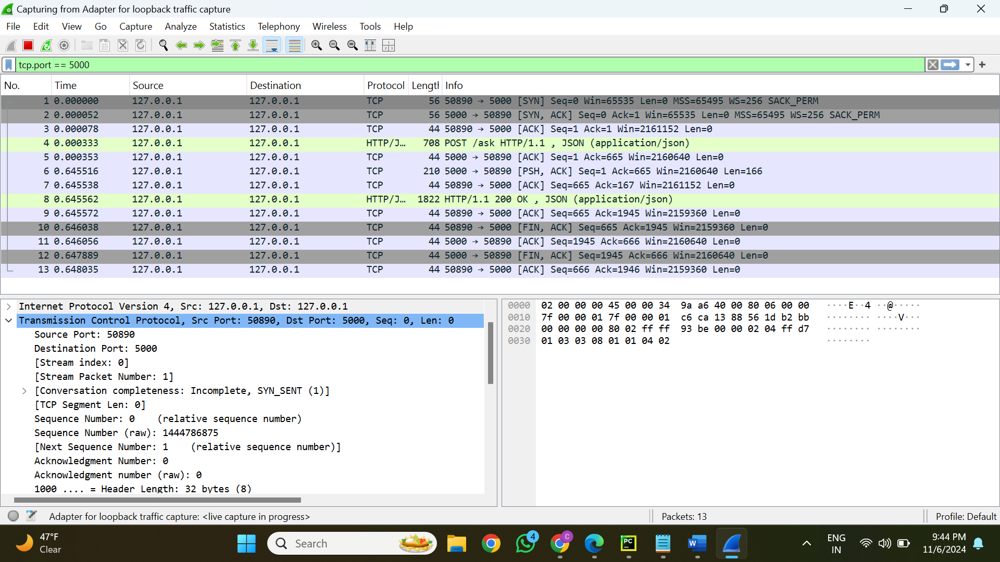 Capturing from Adapter for loopback traffic capture
File Edit View Go Capture Analyze Statistics Telephony Wireless Tools Help
tcp.port == 5000
No. Time Source Destination Protocol Length Info
1 0.000000 127.0.0.1 127.0.0.1 TCP 56 50890 → 5000 [SYN] Seq=0 Win=65535 Len=0 MSS=65495 WS=256 SACK_PERM
2 0.000052 127.0.0.1 127.0.0.1 TCP 56 5000 → 50890 [SYN, ACK] Seq=0 Ack=1 Win=65535 Len=0 MSS=65495 WS=256 SACK_PERM
3 0.000078 127.0.0.1 127.0.0.1 TCP 44 50890 → 5000 [ACK] Seq=1 Ack=1 Win=2161152 Len=0
4 0.000333 127.0.0.1 127.0.0.1 HTTP/J… 708 POST /ask HTTP/1.1 , JSON (application/json)
5 0.000353 127.0.0.1 127.0.0.1 TCP 44 5000 → 50890 [ACK] Seq=1 Ack=665 Win=2160640 Len=0
6 0.645516 127.0.0.1 127.0.0.1 TCP 210 5000 → 50890 [PSH, ACK] Seq=1 Ack=665 Win=2160640 Len=166
7 0.645538 127.0.0.1 127.0.0.1 TCP 44 50890 → 5000 [ACK] Seq=665 Ack=167 Win=2161152 Len=0
8 0.645562 127.0.0.1 127.0.0.1 HTTP/J… 1822 HTTP/1.1 200 OK , JSON (application/json)
9 0.645572 127.0.0.1 127.0.0.1 TCP 44 50890 → 5000 [ACK] Seq=665 Ack=1945 Win=2159360 Len=0
10 0.646038 127.0.0.1 127.0.0.1 TCP 44 50890 → 5000 [FIN, ACK] Seq=665 Ack=1945 Win=2159360 Len=0
11 0.646056 127.0.0.1 127.0.0.1 TCP 44 5000 → 50890 [ACK] Seq=1945 Ack=666 Win=2160640 Len=0
12 0.647889 127.0.0.1 127.0.0.1 TCP 44 5000 → 50890 [FIN, ACK] Seq=1945 Ack=666 Win=2160640 Len=0
13 0.648035 127.0.0.1 127.0.0.1 TCP 44 50890 → 5000 [ACK] Seq=666 Ack=1946 Win=2159360 Len=0
Internet Protocol Version 4, Src: 127.0.0.1, Dst: 127.0.0.1
Transmission Control Protocol, Src Port: 50890, Dst Port: 5000, Seq: 0, Len: 0
Source Port: 50890
Destination Port: 5000
[Stream index: 0]
[Stream Packet Number: 1]
[Conversation completeness: Incomplete, SYN_SENT (1)]
[TCP Segment Len: 0]
Sequence Number: 0 (relative sequence number)
Sequence Number (raw): 1444786875
[Next Sequence Number: 1 (relative sequence number)]
Acknowledgment Number: 0
Acknowledgment number (raw): 0
1000 .... = Header Length: 32 bytes (8)
0000 02 00 00 00 45 00 00 34 9a a6 40 00 80 06 00 00 ····E··4 ··@·····
0010 7f 00 00 01 7f 00 00 01 c6 ca 13 88 56 1d b2 bb ········ ····V···
0020 00 00 00 00 80 02 ff ff 93 be 00 00 02 04 ff d7 ········ ········
0030 01 03 03 08 01 01 04 02 ········
Adapter for loopback traffic capture: <live capture in progress> Packets: 13 Profile: Default
47°F
Clear
Search
4
C
PC
W
ENG
IN
9:44 PM
11/6/2024